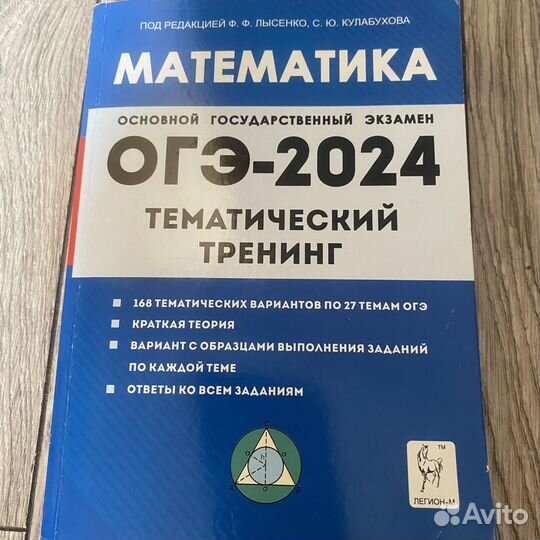 ПОД РЕДАКЦИЕЙ Ф. Ф. ЛЫСЕНКО, С. Ю. КУЛАБУХОВА
МАТЕМАТИКА
ОСНОВНОЙ ГОСУДАРСТВЕННЫЙ ЭКЗАМЕН
ОГЭ-2024
ТЕМАТИЧЕСКИЙ
ТРЕНИНГ
168 ТЕМАТИЧЕСКИХ ВАРИАНТОВ ПО 27 ТЕМАМ ОГЭ
КРАТКАЯ ТЕОРИЯ
ВАРИАНТ С ОБРАЗЦАМИ ВЫПОЛНЕНИЯ ЗАДАНИЙ
ПО КАЖДОЙ ТЕМЕ
ОТВЕТЫ КО ВСЕМ ЗАДАНИЯМ
C
a
h
a
A
a
B
TM
ЛЕГИОН-М
Avito